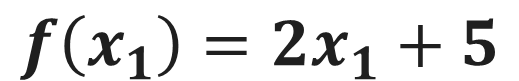 f(x₁) = 2x₁ + 5